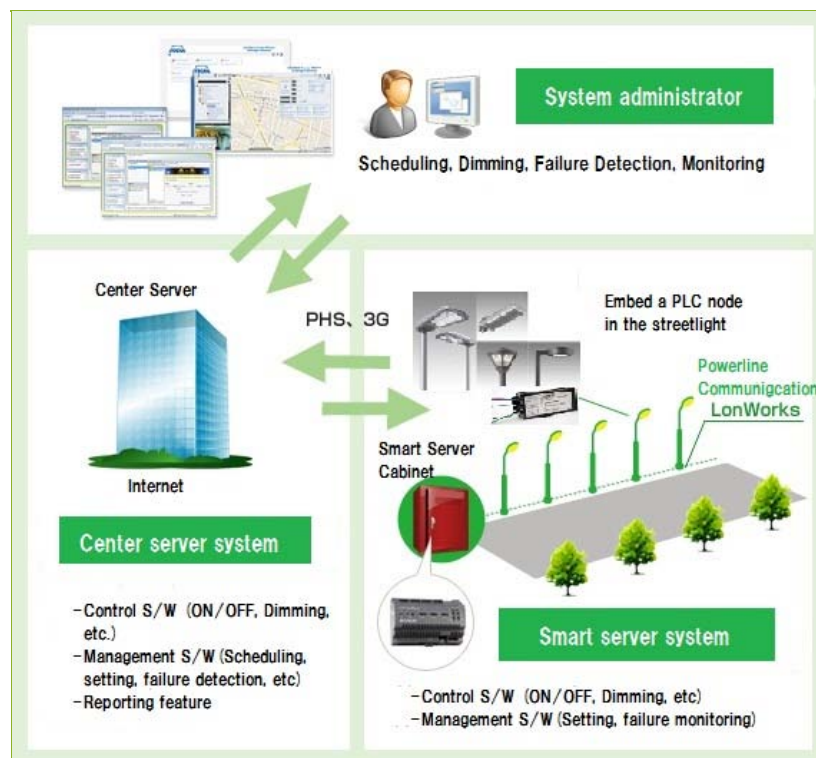 System administrator
Scheduling, Dimming, Failure Detection, Monitoring
Center Server
Internet
Center server system
-Control S/W (ON/OFF, Dimming,
etc.)
-Management S/W (Scheduling,
setting, failure detection, etc)
-Reporting feature
PHS、3G
Embed a PLC node
in the streetlight
Powerline
Communigcation
LonWorks
Smart Server
Cabinet
Smart server system
-Control S/W (ON/OFF, Dimming, etc)
-Management S/W (Setting, failure monitoring)